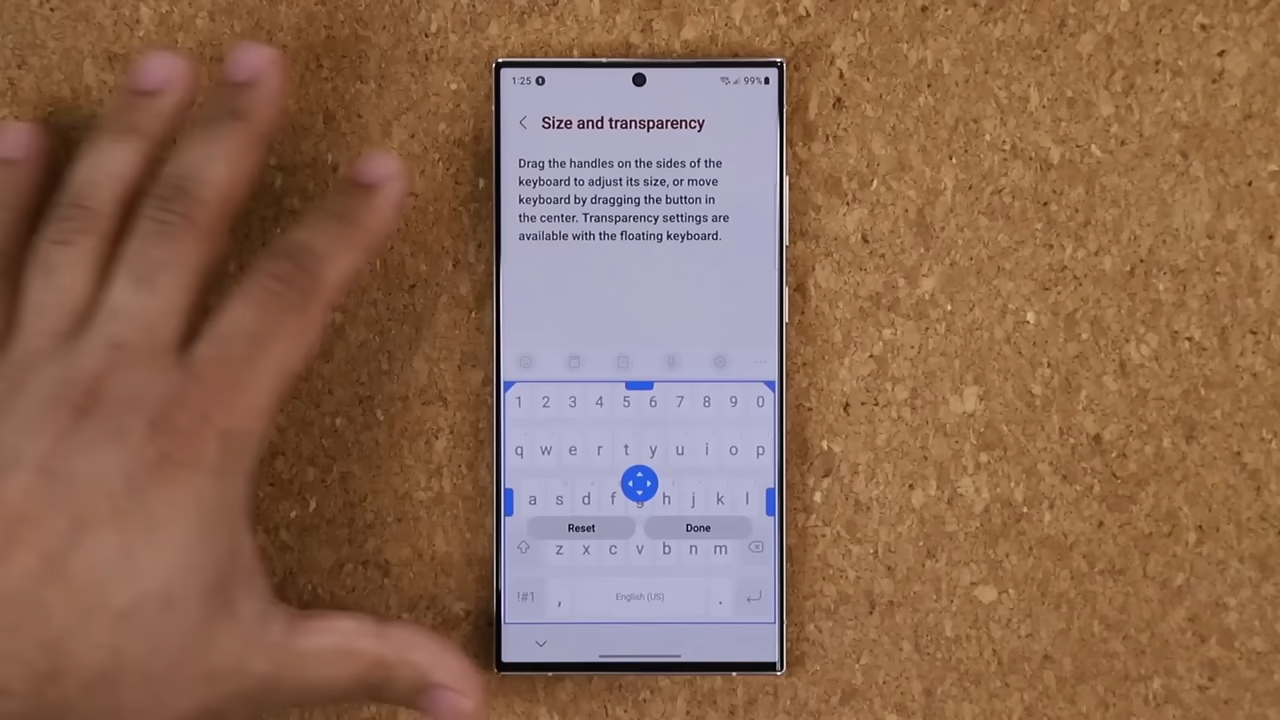 1:25 99%
Size and transparency
Drag the handles on the sides of the
keyboard to adjust its size, or move
keyboard by dragging the button in
the center. Transparency settings are
available with the floating keyboard.
1 2 3 4 5 6 7 8 9 0
q w e r t y u i o p
a s d f g h j k l
Reset Done
z x c v b n m
!#1 , English (US) .